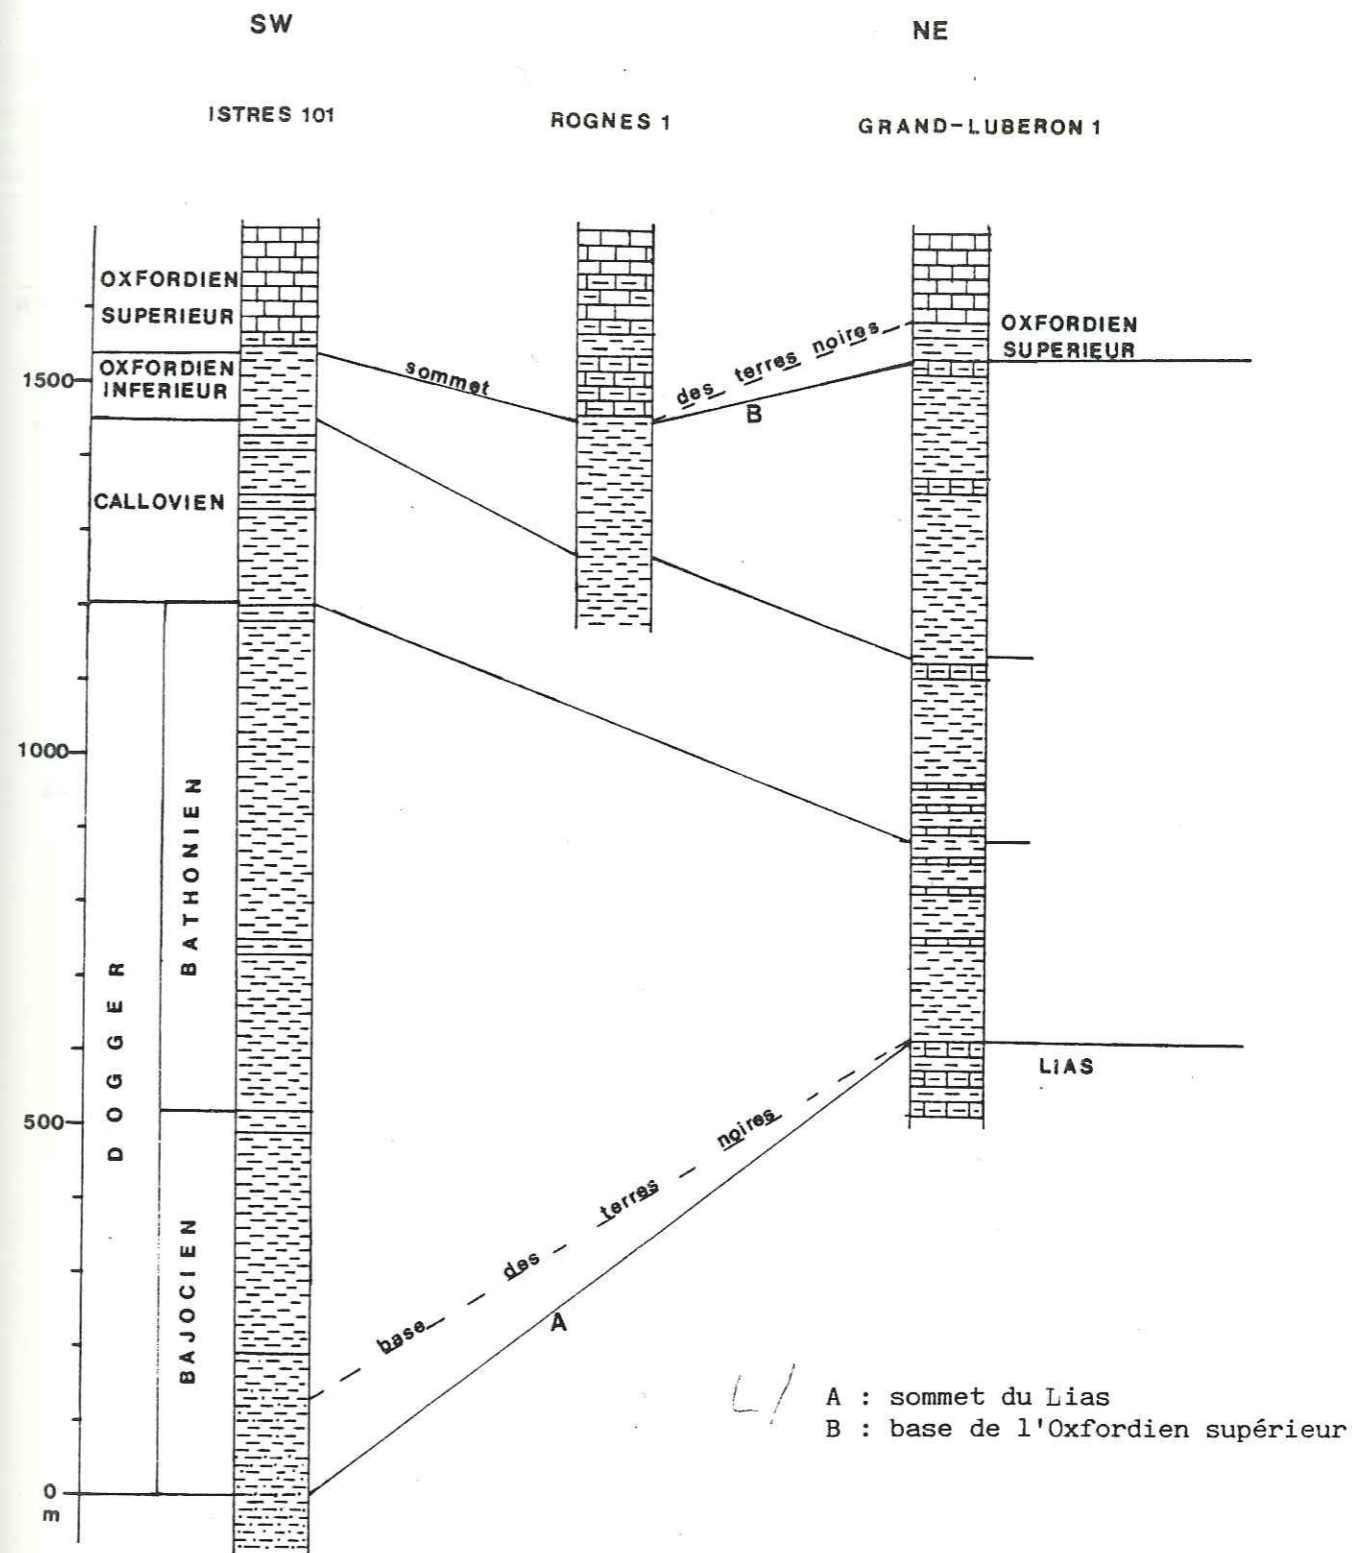 SW
NE
ISTRES 101
ROGNES 1
GRAND-LUBERON 1
OXFORDIEN
SUPERIEUR
OXFORDIEN
INFERIEUR
1500
CALLOVIEN
sommet
des terres noires
B
OXFORDIEN
SUPERIEUR
1000
BATHONIEN
DOGGER
500
BAJOCIEN
LIAS
base des terres noires
A
0
m
A : sommet du Lias
B : base de l'Oxfordien supérieur